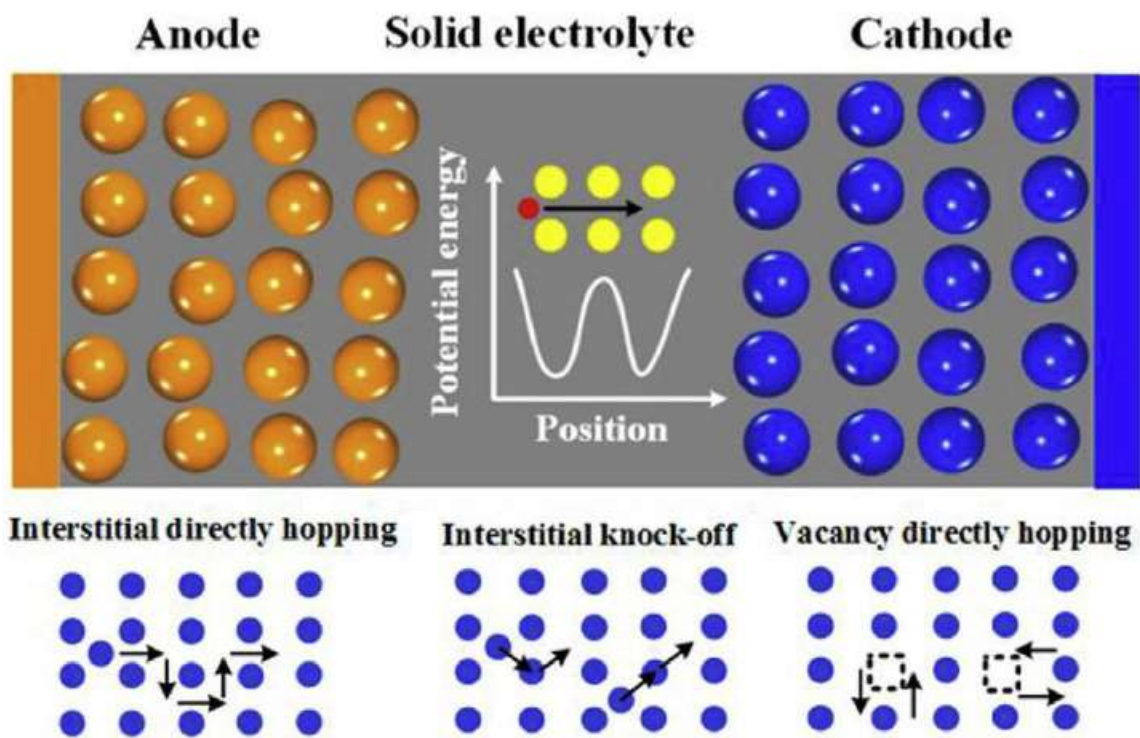 Anode
Solid electrolyte
Cathode
Potential energy
Position
Interstitial directly hopping
Interstitial knock-off
Vacancy directly hopping